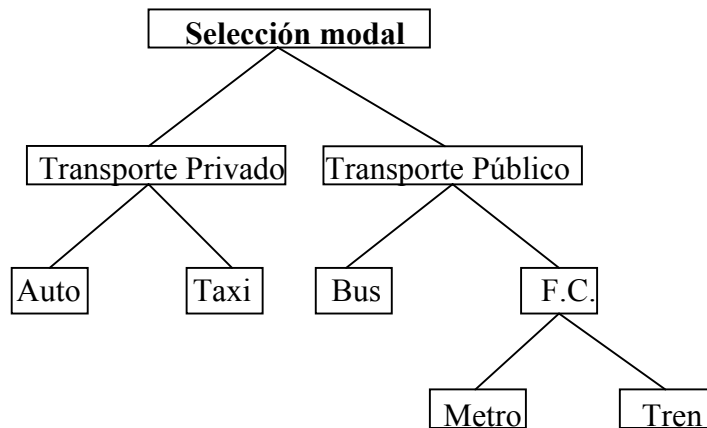 Selección modal
Transporte Privado
Transporte Público
Auto
Taxi
Bus
F.C.
Metro
Tren